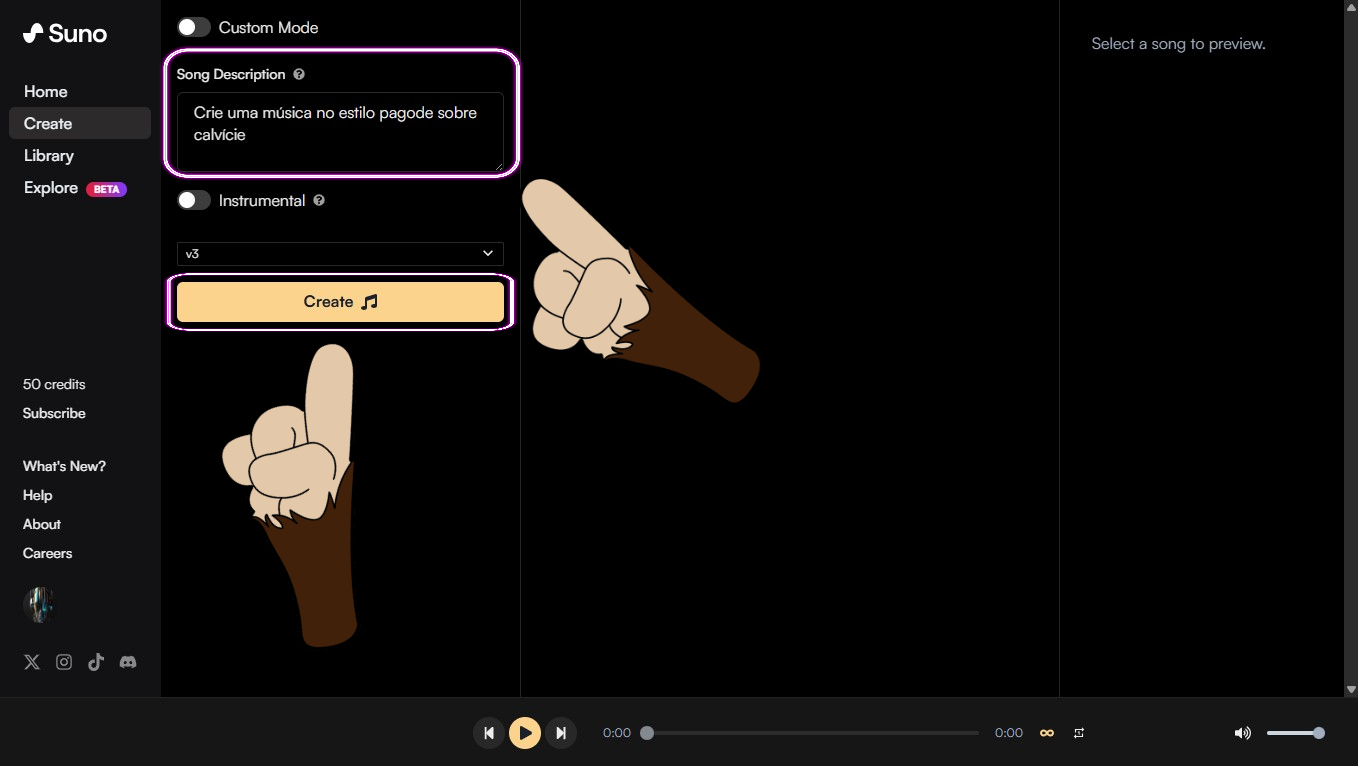 Suno
Home
Create
Library
Explore BETA
50 credits
Subscribe
What's New?
Help
About
Careers
Custom Mode
Song Description ?
Crie uma música no estilo pagode sobre
calvície
Instrumental ?
v3
Create
Select a song to preview.
0:00
0:00